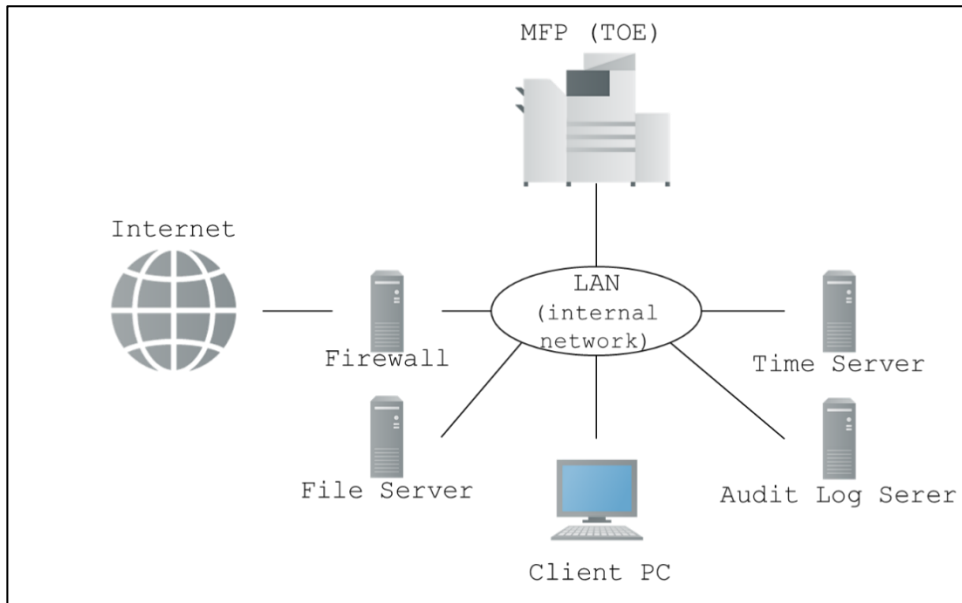 MFP (TOE)
Internet
LAN
(internal
network)
Firewall
Time Server
File Server
Audit Log Serer
Client PC